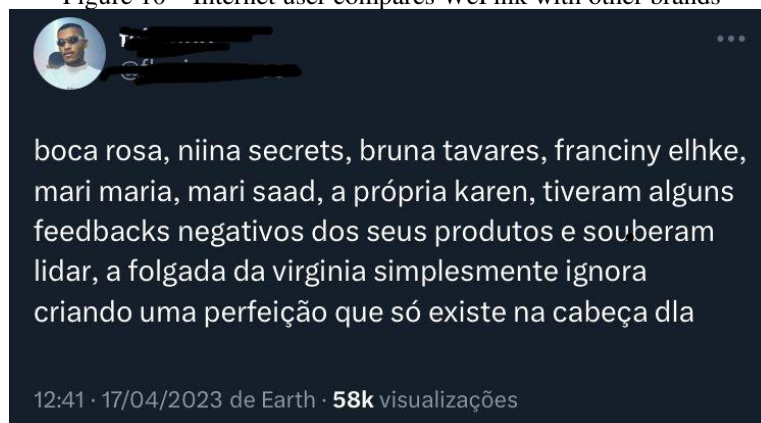 boca rosa, niina secrets, bruna tavares, franciny elhke,
mari maria, mari saad, a própria karen, tiveram alguns
feedbacks negativos dos seus produtos e souberam
lidar, a folgada da virginia simplesmente ignora
criando uma perfeição que só existe na cabeça dla
12:41 · 17/04/2023 de Earth · 58k visualizações